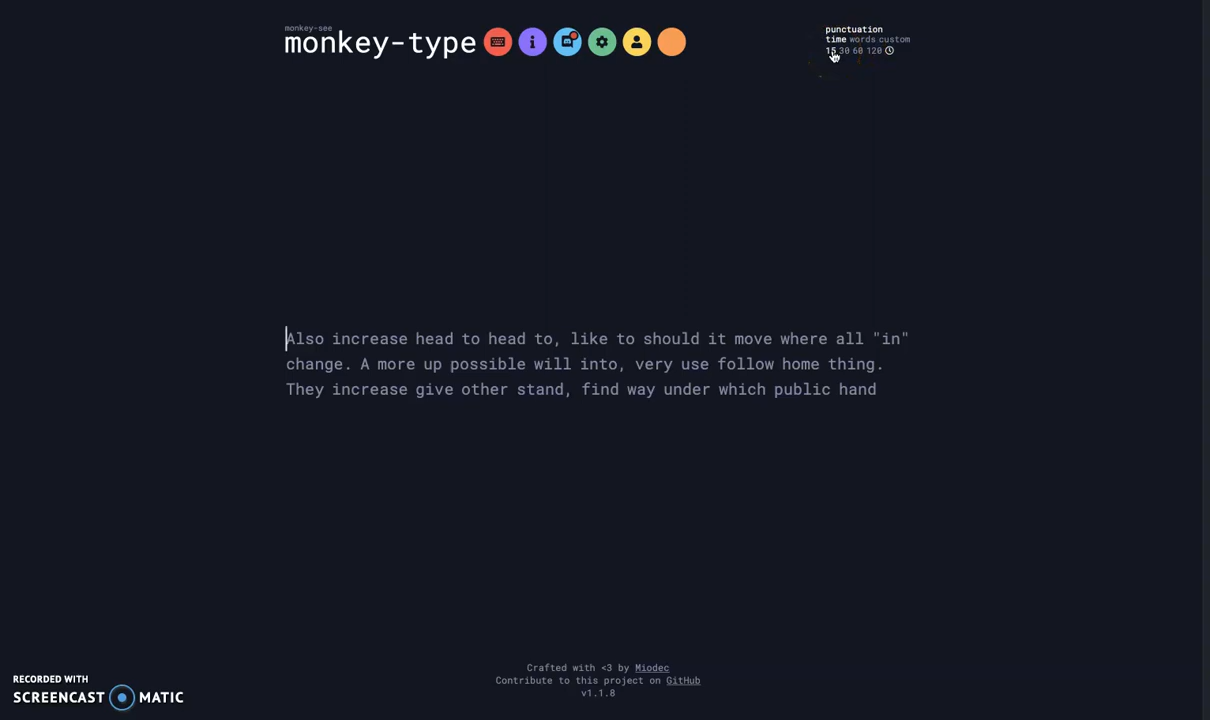 monkey-see
monkey-type
punctuation
time words custom
15 30 60 120
Also increase head to head to, like to should it move where all "in"
change. A more up possible will into, very use follow home thing.
They increase give other stand, find way under which public hand
Crafted with <3 by Miodec
Contribute to this project on GitHub
v1.1.8
RECORDED WITH
SCREENCAST MATIC